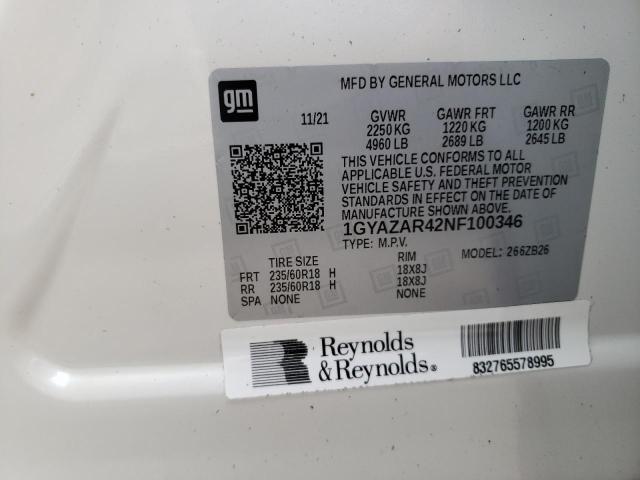 gm
MFD BY GENERAL MOTORS LLC
11/21 GVWR GAWR FRT GAWR RR
2250 KG 1220 KG 1200 KG
4960 LB 2689 LB 2645 LB
THIS VEHICLE CONFORMS TO ALL
APPLICABLE U.S. FEDERAL MOTOR
VEHICLE SAFETY AND THEFT PREVENTION
STANDARDS IN EFFECT ON THE DATE OF
MANUFACTURE SHOWN ABOVE.
1GYAZAR42NF100346
TYPE: M.P.V. MODEL: 266ZB26
TIRE SIZE RIM
FRT 235/60R18 H 18X8J
RR 235/60R18 H 18X8J
SPA NONE NONE
Reynolds
& Reynolds®
832765578995